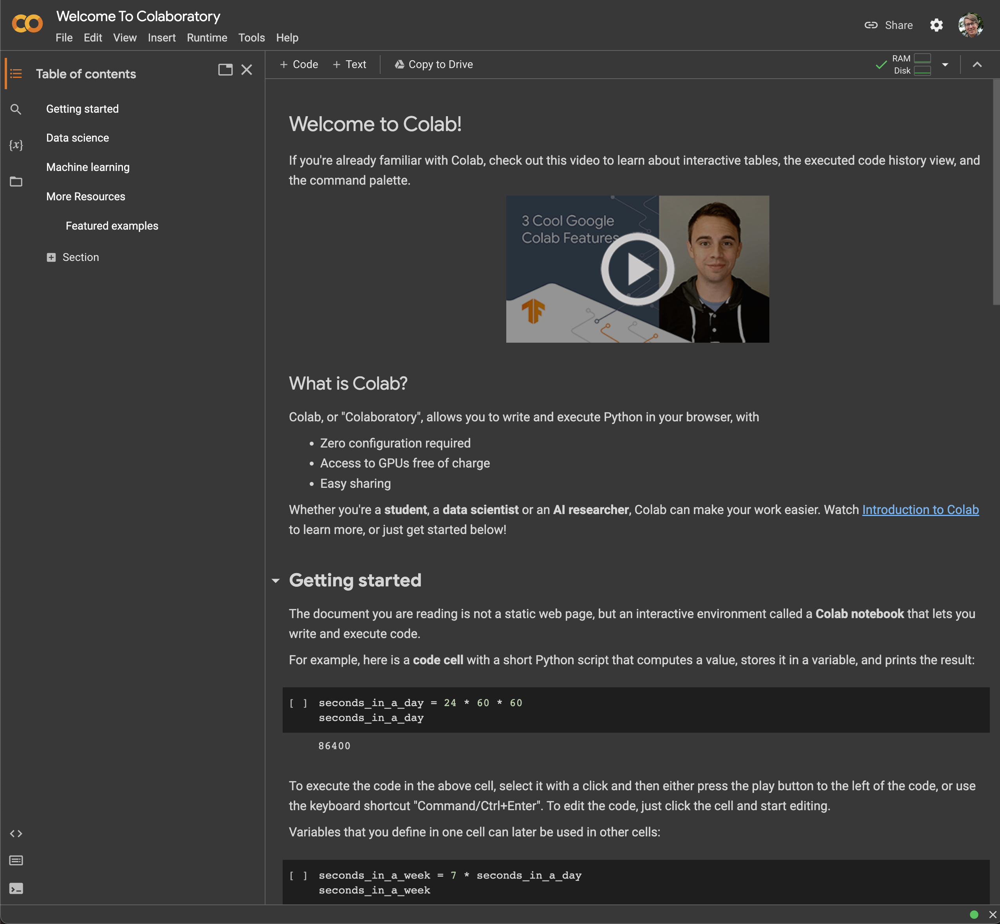 Welcome To Colaboratory
File Edit View Insert Runtime Tools Help
Share
Table of contents
Getting started
Data science
Machine learning
More Resources
Featured examples
+ Section
+ Code + Text Copy to Drive
RAM
Disk
Welcome to Colab!
If you're already familiar with Colab, check out this video to learn about interactive tables, the executed code history view, and
the command palette.
3 Cool Google
Colab Features
What is Colab?
Colab, or "Colaboratory", allows you to write and execute Python in your browser, with
• Zero configuration required
• Access to GPUs free of charge
• Easy sharing
Whether you're a student, a data scientist or an AI researcher, Colab can make your work easier. Watch Introduction to Colab
to learn more, or just get started below!
Getting started
The document you are reading is not a static web page, but an interactive environment called a Colab notebook that lets you
write and execute code.
For example, here is a code cell with a short Python script that computes a value, stores it in a variable, and prints the result:
[ ] seconds_in_a_day = 24 * 60 * 60
seconds_in_a_day
86400
To execute the code in the above cell, select it with a click and then either press the play button to the left of the code, or use
the keyboard shortcut "Command/Ctrl+Enter". To edit the code, just click the cell and start editing.
Variables that you define in one cell can later be used in other cells:
[ ] seconds_in_a_week = 7 * seconds_in_a_day
seconds_in_a_week